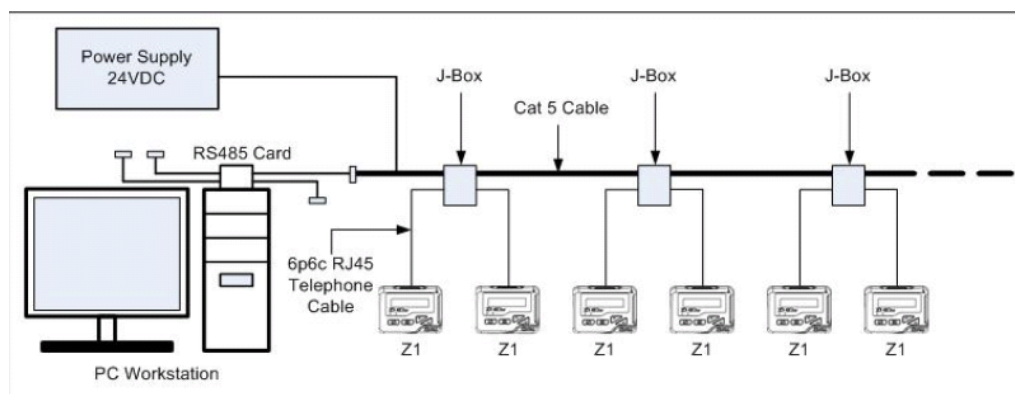 Power Supply
24VDC
J-Box
J-Box
J-Box
Cat 5 Cable
RS485 Card
6p6c RJ45
Telephone
Cable
Z1
Z1
Z1
Z1
Z1
Z1
PC Workstation